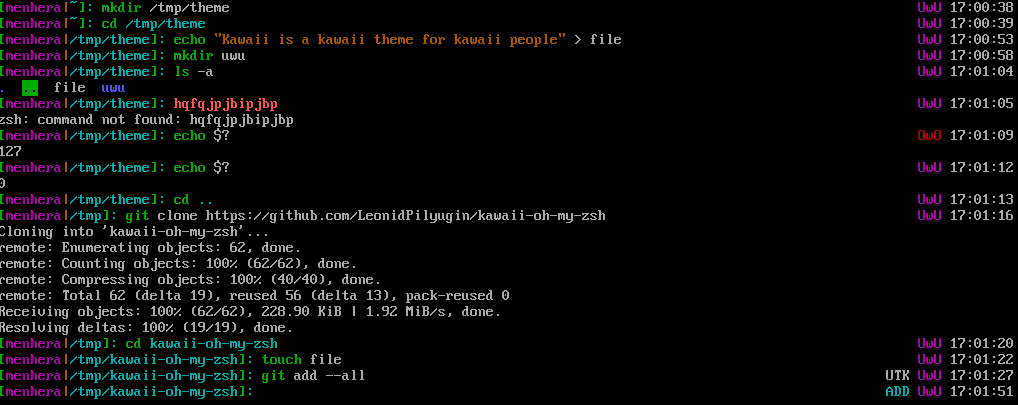 [menhera|~]: mkdir /tmp/theme UwU 17:00:38
[menhera|~]: cd /tmp/theme UwU 17:00:39
[menhera|/tmp/theme]: echo "Kawaii is a kawaii theme for kawaii people" > file UwU 17:00:53
[menhera|/tmp/theme]: mkdir uwu UwU 17:00:58
[menhera|/tmp/theme]: ls -a UwU 17:01:04
. .. file uwu
[menhera|/tmp/theme]: hqfqjpjbipjbp UwU 17:01:05
zsh: command not found: hqfqjpjbipjbp
[menhera|/tmp/theme]: echo $? OwO 17:01:09
127
[menhera|/tmp/theme]: echo $? UwU 17:01:12
0
[menhera|/tmp/theme]: cd .. UwU 17:01:13
[menhera|/tmp]: git clone https://github.com/LeonidPilyugin/kawaii-oh-my-zsh UwU 17:01:16
Cloning into 'kawaii-oh-my-zsh'...
remote: Enumerating objects: 62, done.
remote: Counting objects: 100% (62/62), done.
remote: Compressing objects: 100% (40/40), done.
remote: Total 62 (delta 19), reused 56 (delta 13), pack-reused 0
Receiving objects: 100% (62/62), 228.90 KiB | 1.92 MiB/s, done.
Resolving deltas: 100% (19/19), done.
[menhera|/tmp]: cd kawaii-oh-my-zsh UwU 17:01:20
[menhera|/tmp/kawaii-oh-my-zsh]: touch file UwU 17:01:22
[menhera|/tmp/kawaii-oh-my-zsh]: git add --all UTK UwU 17:01:27
[menhera|/tmp/kawaii-oh-my-zsh]: ADD UwU 17:01:51